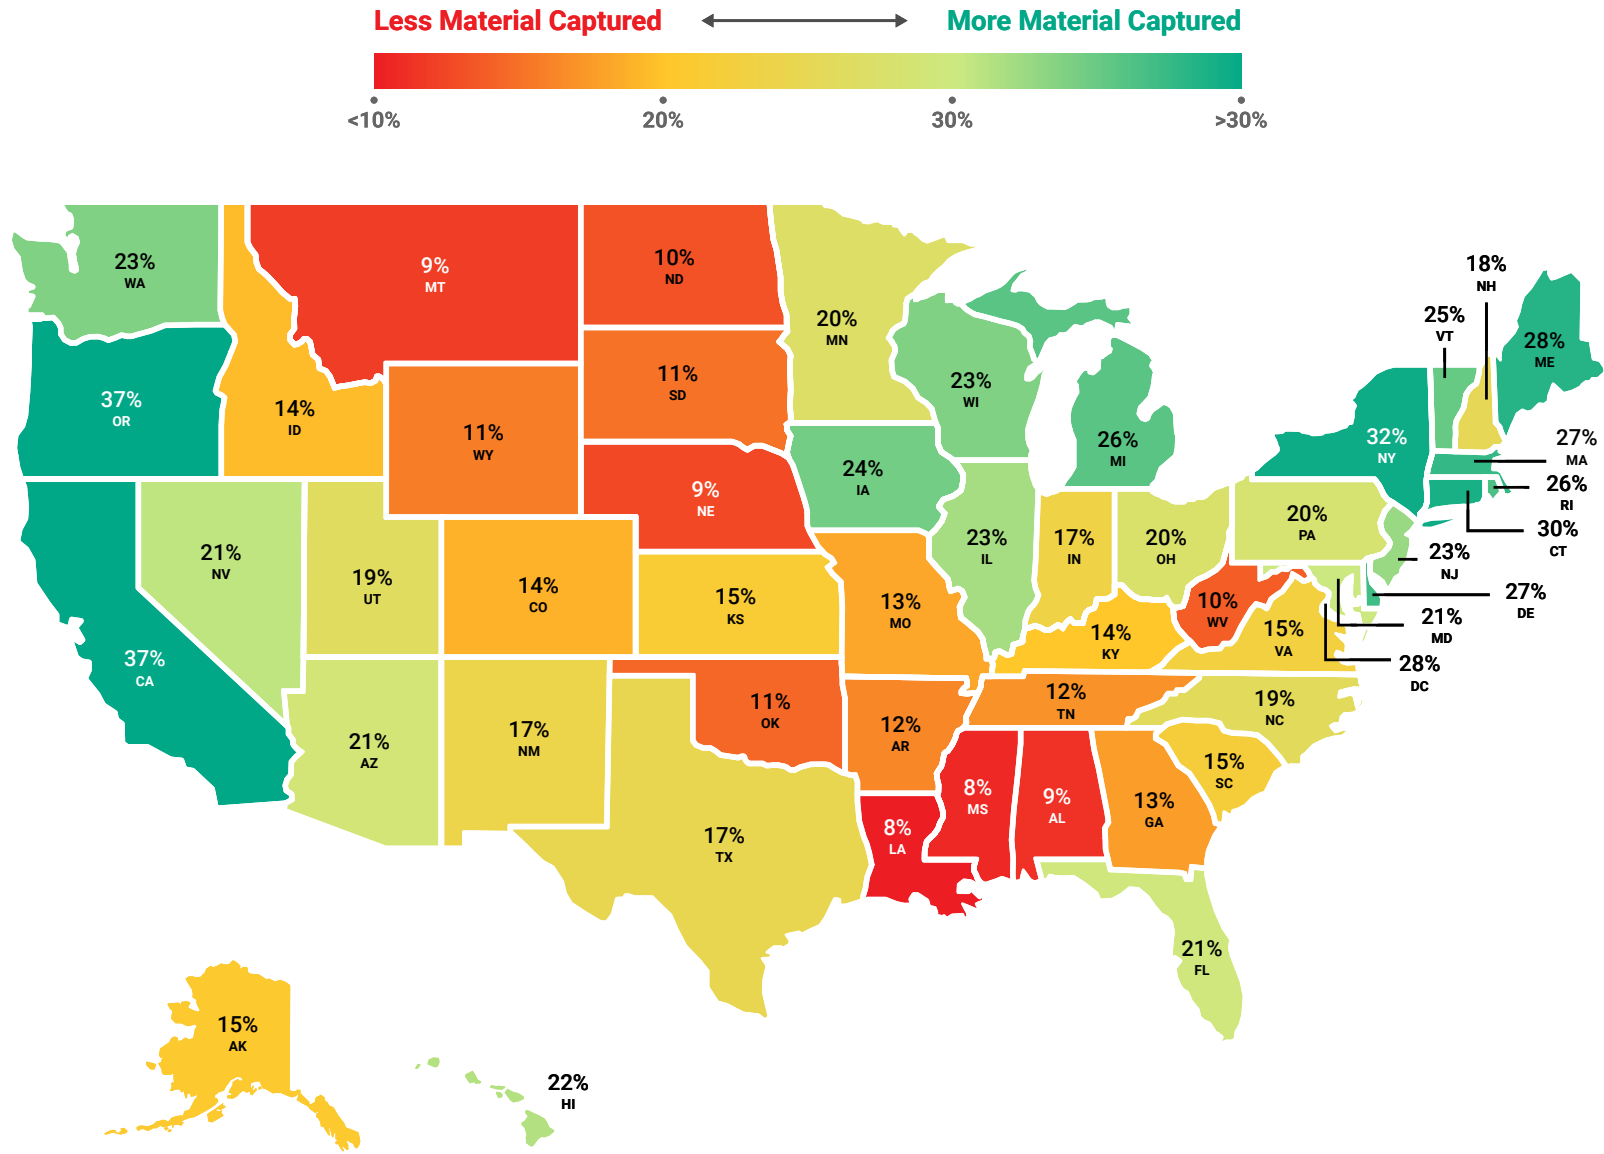 Less Material Captured
More Material Captured
<10%
20%
30%
>30%
23%
WA
9%
MT
10%
ND
20%
MN
18%
NH
25%
VT
28%
ME
37%
OR
14%
ID
11%
WY
11%
SD
23%
WI
26%
MI
32%
NY
27%
MA
26%
RI
30%
CT
24%
IA
9%
NE
21%
NV
19%
UT
14%
CO
15%
KS
13%
MO
23%
IL
17%
IN
20%
OH
20%
PA
23%
NJ
27%
DE
21%
MD
28%
DC
10%
WV
15%
VA
14%
KY
37%
CA
21%
AZ
17%
NM
11%
OK
12%
AR
12%
TN
19%
NC
15%
SC
8%
MS
9%
AL
13%
GA
8%
LA
17%
TX
21%
FL
15%
AK
22%
HI